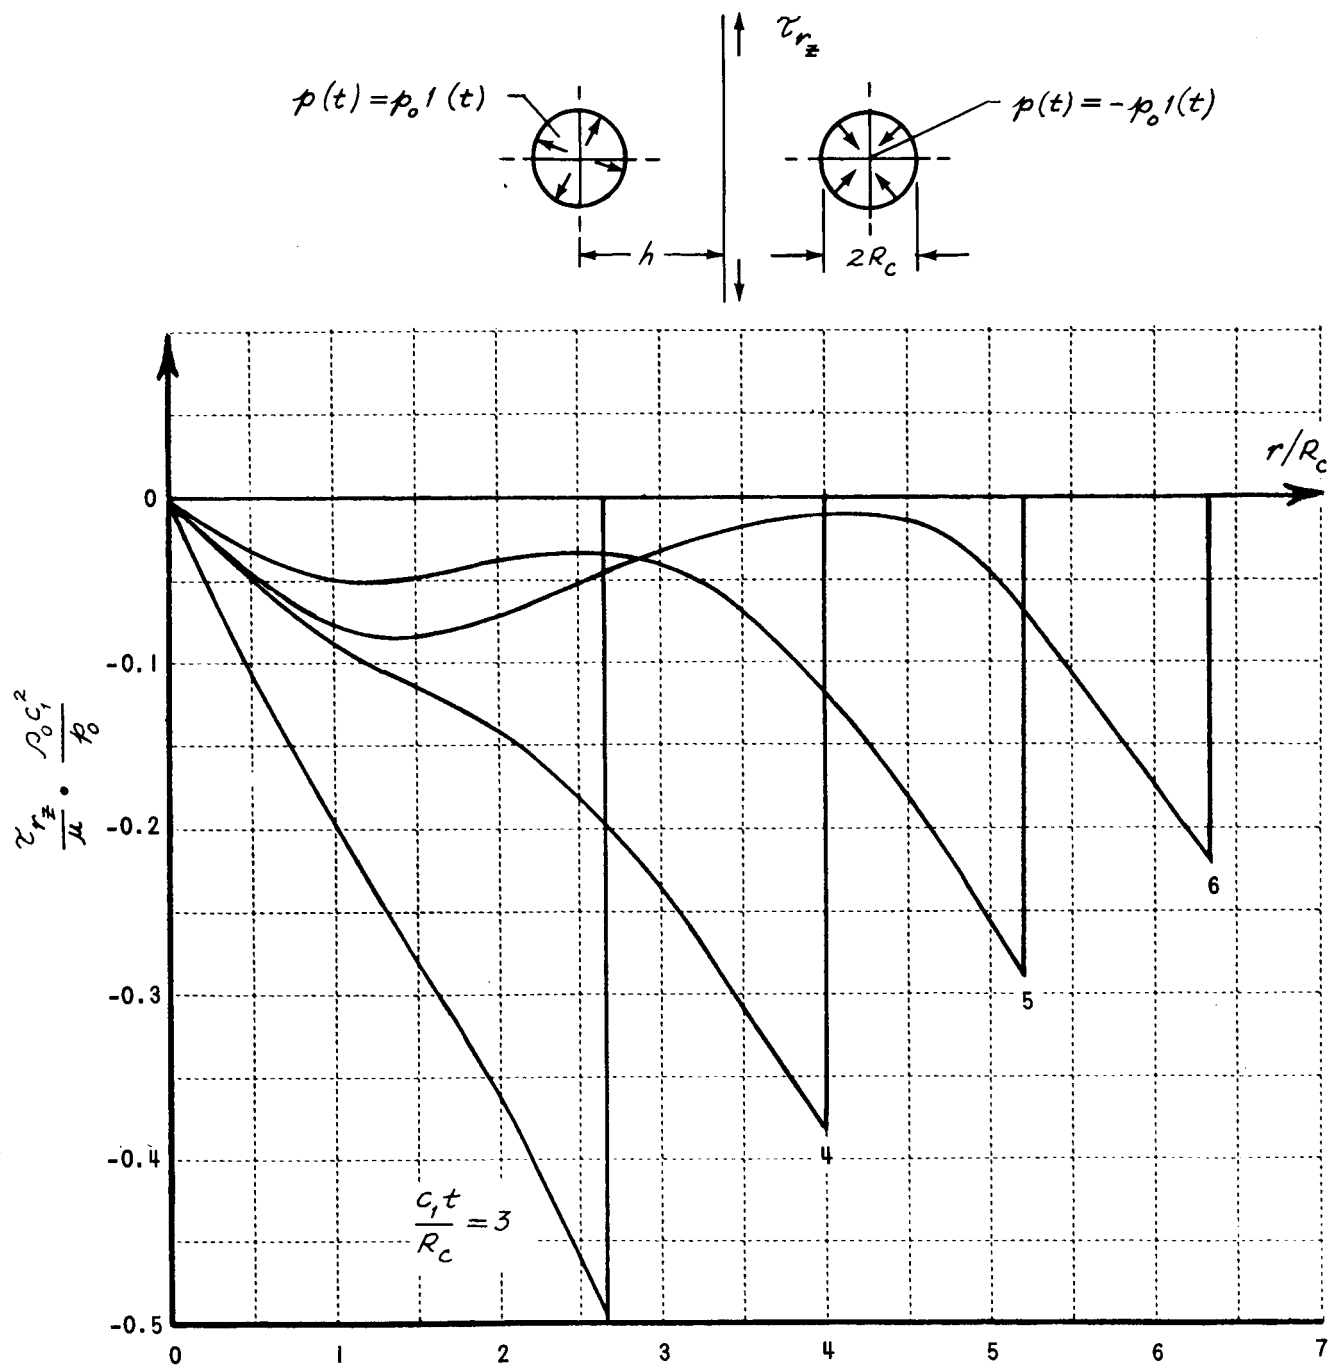 τrz
p(t) = p₀1(t)
p(t) = -p₀1(t)
h
2Rc
r/Rc
0
-0.1
-0.2
-0.3
-0.4
-0.5
τrz/μ · ρ₀c₁²/p₀
6
5
4
c₁t/Rc = 3
0 1 2 3 4 5 6 7